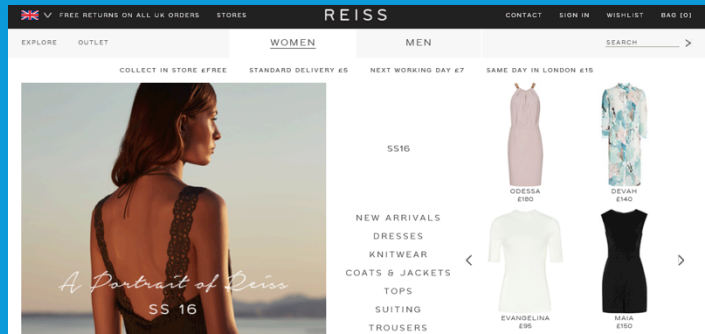 FREE RETURNS ON ALL UK ORDERS STORES REISS CONTACT SIGN IN WISHLIST BAG [0]
EXPLORE OUTLET WOMEN MEN SEARCH
COLLECT IN STORE £FREE STANDARD DELIVERY £5 NEXT WORKING DAY £7 SAME DAY IN LONDON £15
A Portrait of Reiss
SS 16
SS16
NEW ARRIVALS
DRESSES
KNITWEAR
COATS & JACKETS
TOPS
SUITING
TROUSERS
ODESSA
£180
DEVAH
£140
EVANGELINA
£95
MAIA
£150